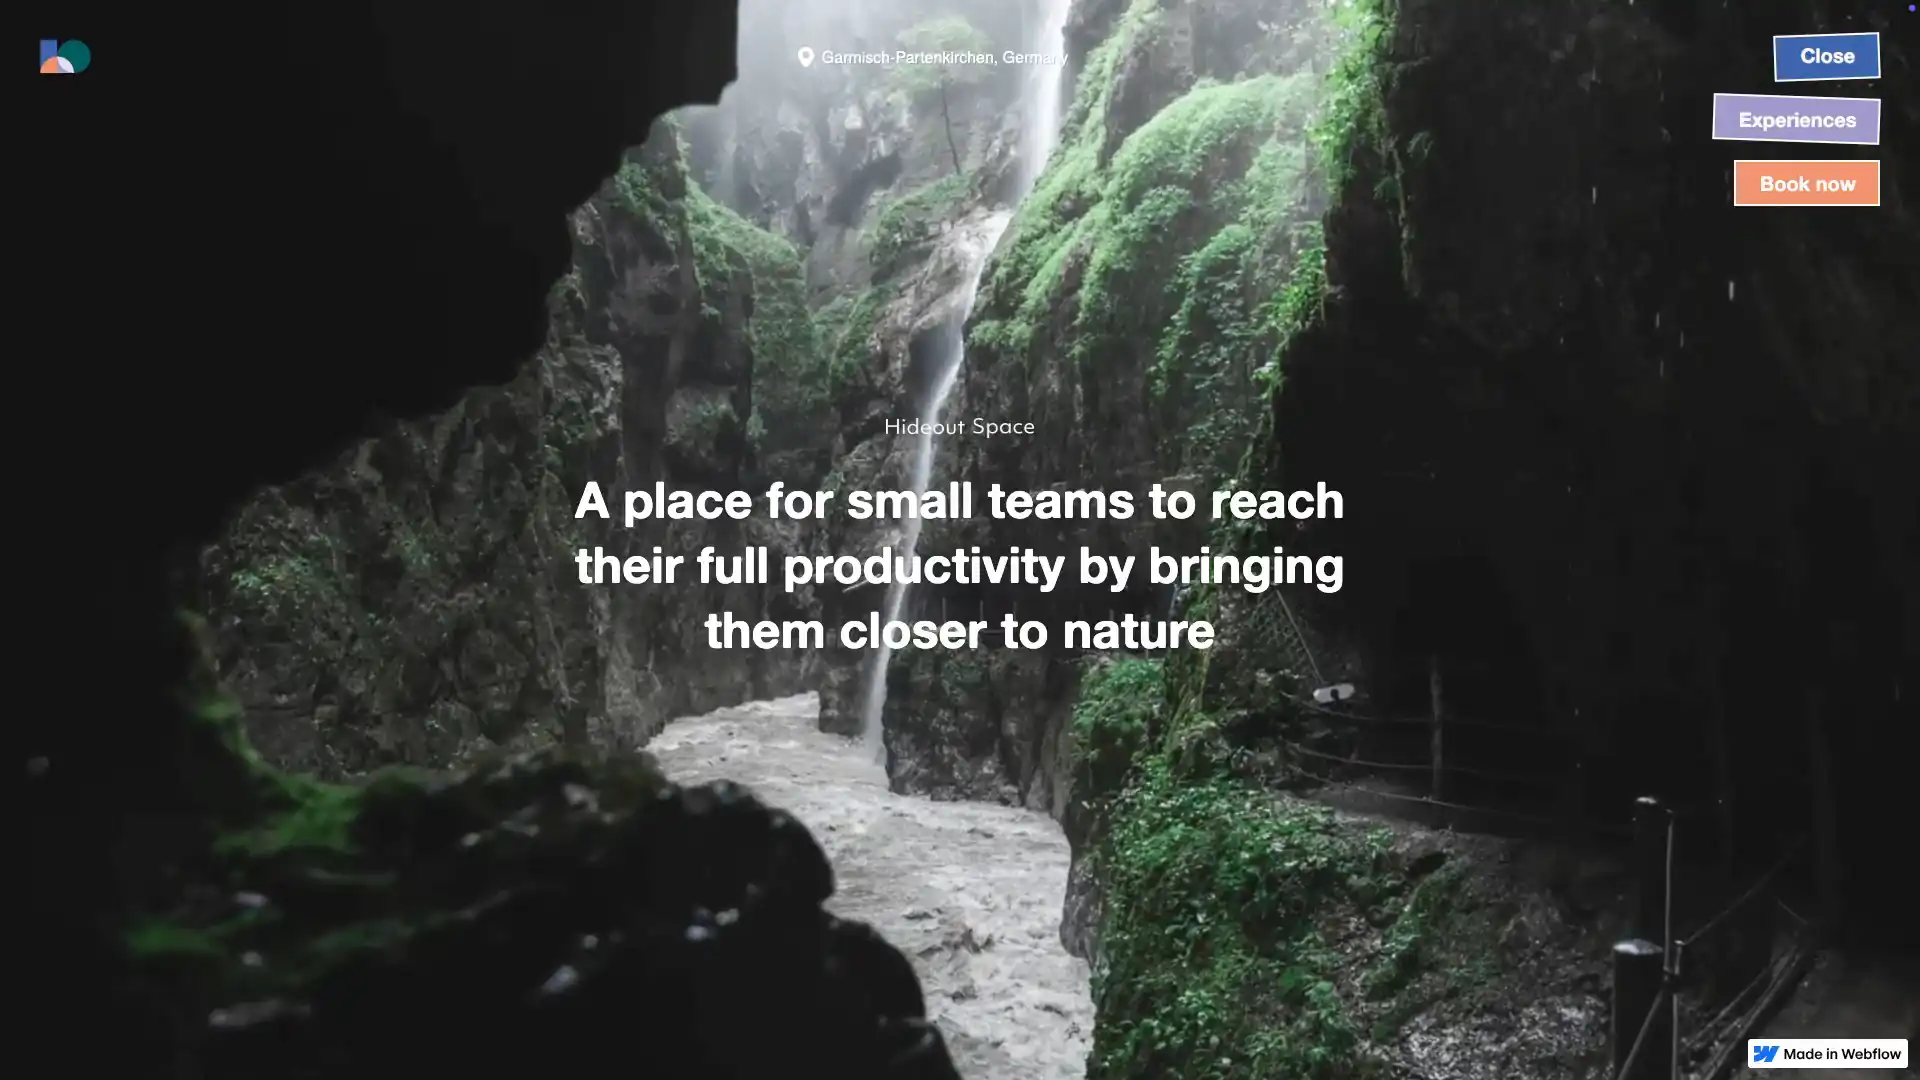 Garmisch-Partenkirchen, Germany
Close
Experiences
Book now
Hideout Space
A place for small teams to reach
their full productivity by bringing
them closer to nature
Made in Webflow